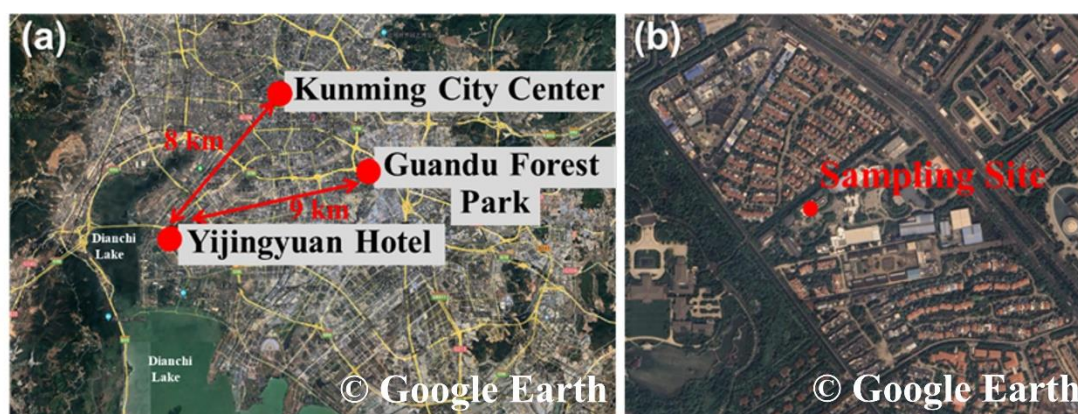 (a)
Kunming City Center
8 km
Guandu Forest
Park
9 km
Yijingyuan Hotel
Dianchi
Lake
Dianchi
Lake
© Google Earth
(b)
Sampling Site
© Google Earth